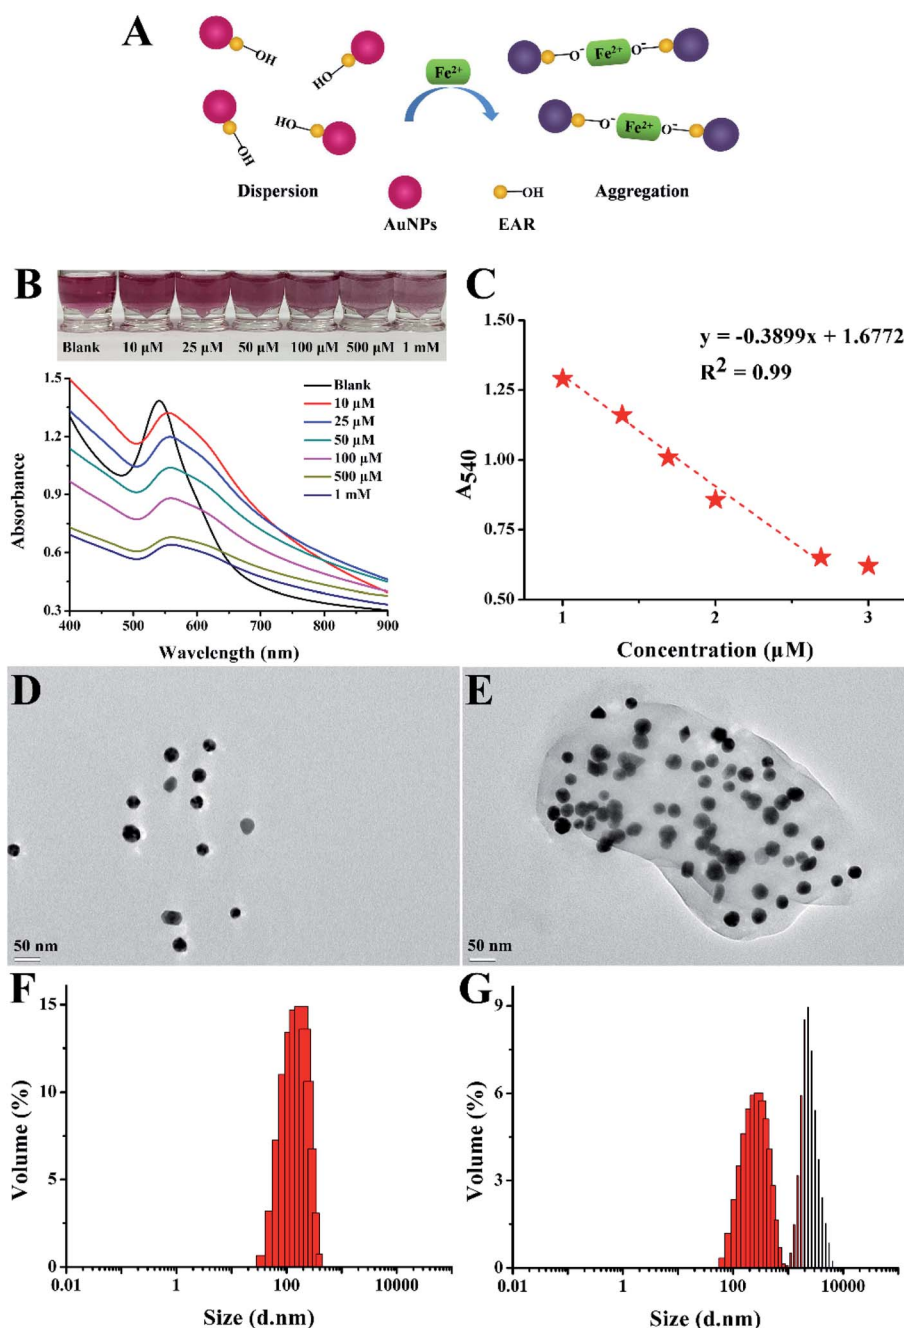 A
OH
HO
HO
OH
Fe2+
O- Fe2+ O-
O- Fe2+ O-
Dispersion
AuNPs
OH
EAR
Aggregation
B
Blank 10 µM 25 µM 50 µM 100 µM 500 µM 1 mM
Blank
10 µM
25 µM
50 µM
100 µM
500 µM
1 mM
Absorbance
1.5
1.2
0.9
0.6
0.3
400 500 600 700 800 900
Wavelength (nm)
C
y = -0.3899x + 1.6772
R2 = 0.99
A540
1.50
1.25
1.00
0.75
0.50
1 2 3
Concentration (µM)
D
50 nm
E
50 nm
F
Volume (%)
15
10
5
0
0.01 1 100 10000
Size (d.nm)
G
Volume (%)
9
6
3
0
0.01 1 100 10000
Size (d.nm)